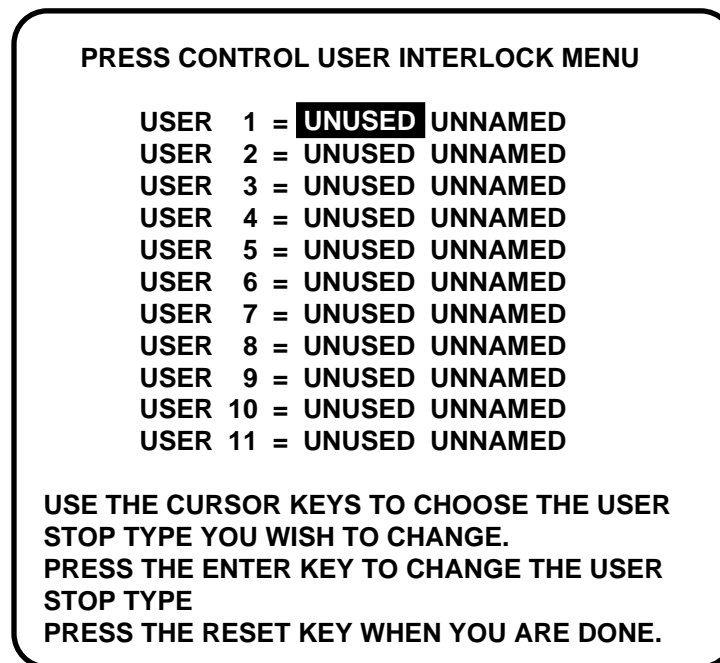 PRESS CONTROL USER INTERLOCK MENU
USER 1 = UNUSED UNNAMED
USER 2 = UNUSED UNNAMED
USER 3 = UNUSED UNNAMED
USER 4 = UNUSED UNNAMED
USER 5 = UNUSED UNNAMED
USER 6 = UNUSED UNNAMED
USER 7 = UNUSED UNNAMED
USER 8 = UNUSED UNNAMED
USER 9 = UNUSED UNNAMED
USER 10 = UNUSED UNNAMED
USER 11 = UNUSED UNNAMED
USE THE CURSOR KEYS TO CHOOSE THE USER
STOP TYPE YOU WISH TO CHANGE.
PRESS THE ENTER KEY TO CHANGE THE USER
STOP TYPE
PRESS THE RESET KEY WHEN YOU ARE DONE.